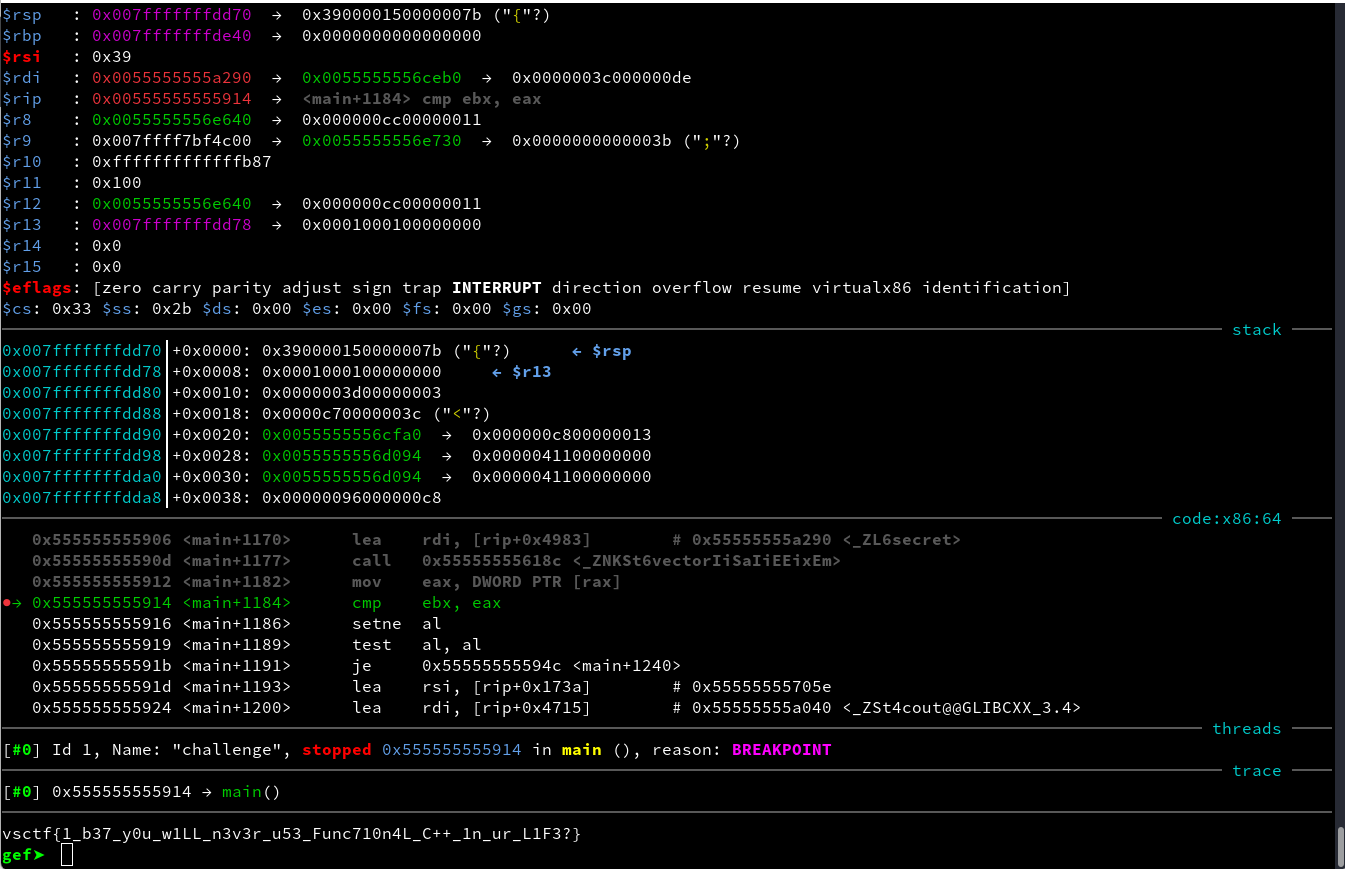 $rsp   : 0x007fffffffdd70  →  0x390000150000007b ("{"?)
$rbp   : 0x007fffffffde40  →  0x0000000000000000
$rsi   : 0x39
$rdi   : 0x0055555555a290  →  0x0055555556ceb0  →  0x0000003c000000de
$rip   : 0x00555555555914  →  <main+1184> cmp ebx, eax
$r8    : 0x0055555556e640  →  0x000000cc00000011
$r9    : 0x007ffff7bf4c00  →  0x0055555556e730  →  0x0000000000003b (";"?)
$r10   : 0xfffffffffffffb87
$r11   : 0x100
$r12   : 0x0055555556e640  →  0x000000cc00000011
$r13   : 0x007fffffffdd78  →  0x0001000100000000
$r14   : 0x0
$r15   : 0x0
$eflags: [zero carry parity adjust sign trap INTERRUPT direction overflow resume virtualx86 identification]
$cs: 0x33 $ss: 0x2b $ds: 0x00 $es: 0x00 $fs: 0x00 $gs: 0x00
stack
0x007fffffffdd70│+0x0000: 0x390000150000007b ("{"?)      ← $rsp
0x007fffffffdd78│+0x0008: 0x0001000100000000     ← $r13
0x007fffffffdd80│+0x0010: 0x0000003d00000003
0x007fffffffdd88│+0x0018: 0x0000c70000003c ("<"?)
0x007fffffffdd90│+0x0020: 0x0055555556cfa0  →  0x000000c800000013
0x007fffffffdd98│+0x0028: 0x0055555556d094  →  0x0000041100000000
0x007fffffffdda0│+0x0030: 0x0055555556d094  →  0x0000041100000000
0x007fffffffdda8│+0x0038: 0x00000096000000c8
code:x86:64
0x555555555906 <main+1170>      lea    rdi, [rip+0x4983]        # 0x55555555a290 <_ZL6secret>
0x55555555590d <main+1177>      call   0x55555555618c <_ZNKSt6vectorIiSaIiEEixEm>
0x555555555912 <main+1182>      mov    eax, DWORD PTR [rax]
●→ 0x555555555914 <main+1184>      cmp    ebx, eax
0x555555555916 <main+1186>      setne  al
0x555555555919 <main+1189>      test   al, al
0x55555555591b <main+1191>      je     0x55555555594c <main+1240>
0x55555555591d <main+1193>      lea    rsi, [rip+0x173a]        # 0x55555555705e
0x555555555924 <main+1200>      lea    rdi, [rip+0x4715]        # 0x55555555a040 <_ZSt4cout@@GLIBCXX_3.4>
threads
[#0] Id 1, Name: "challenge", stopped 0x555555555914 in main (), reason: BREAKPOINT
trace
[#0] 0x555555555914 → main()
vsctf{1_b37_y0u_w1LL_n3v3r_u53_Func710n4L_C++_1n_ur_L1F3?}
gef➤